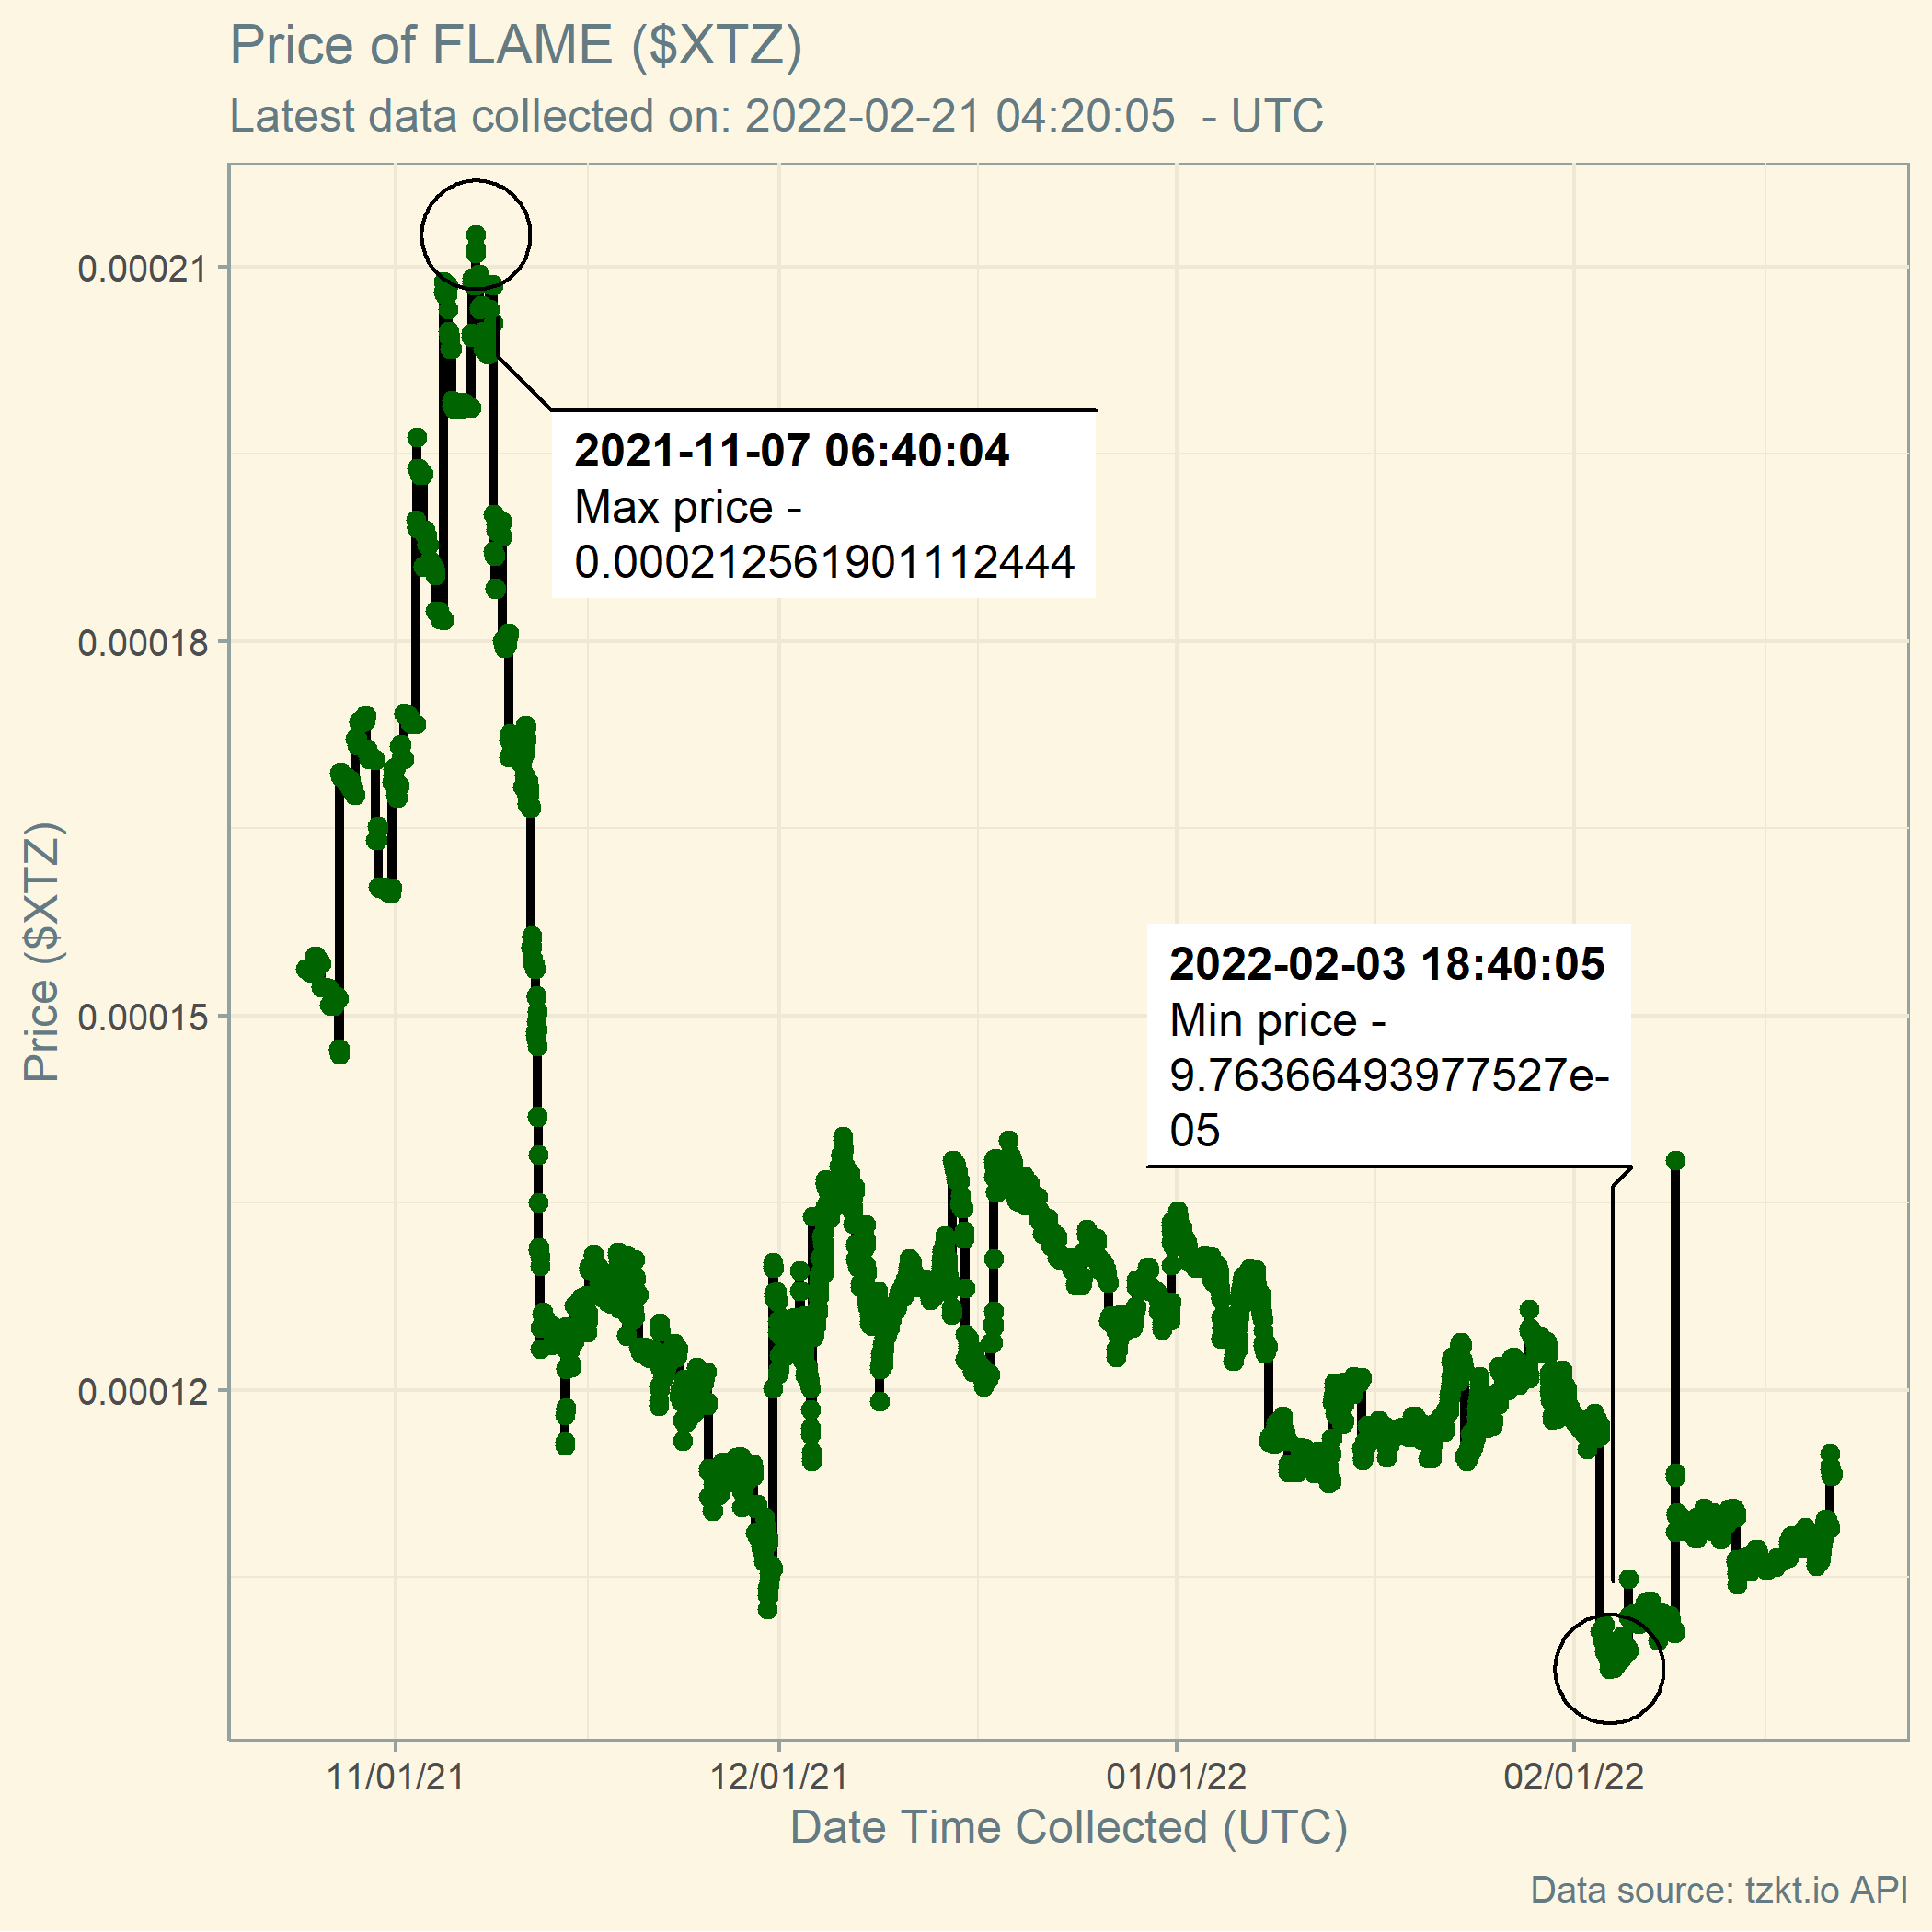 Price of FLAME ($XTZ)
Latest data collected on: 2022-02-21 04:20:05  - UTC
0.00021
0.00018
0.00015
0.00012
Price ($XTZ)
2021-11-07 06:40:04
Max price -
0.0002125619011112444
2022-02-03 18:40:05
Min price -
9.76366493977527e-
05
11/01/21
12/01/21
01/01/22
02/01/22
Date Time Collected (UTC)
Data source: tzkt.io API